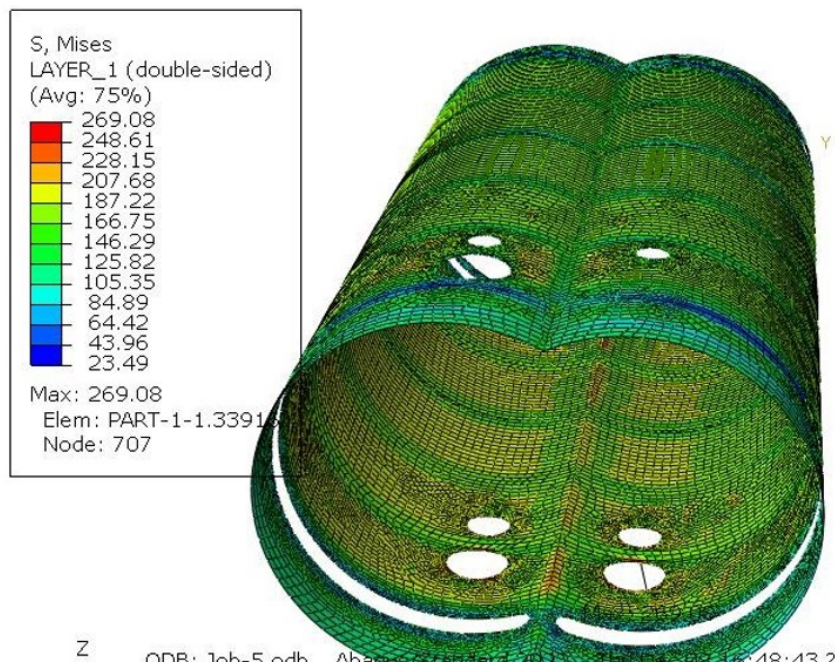 S, Mises
LAYER_1 (double-sided)
(Avg: 75%)
269.08
248.61
228.15
207.68
187.22
166.75
146.29
125.82
105.35
84.89
64.42
43.96
23.49
Max: 269.08
Elem: PART-1-1.33916
Node: 707
Y
Z
ODB: Job-5.odb